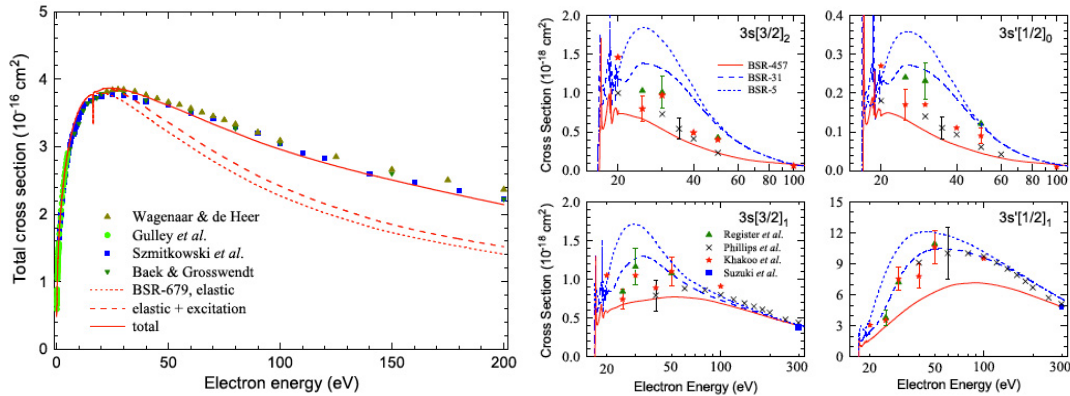 Total cross section (10⁻¹⁶ cm²)
5
4
3
2
1
0
Wagenaar & de Heer
Gulley et al.
Szmitkowski et al.
Baek & Grosswendt
BSR-679, elastic
elastic + excitation
total
0 50 100 150 200
Electron energy (eV)
Cross Section (10⁻¹⁸ cm²)
2.0
1.5
1.0
0.5
0.0
3s[3/2]₂
BSR-457
BSR-31
BSR-5
20 40 60 100
0.4
0.3
0.2
0.1
0.0
3s'[1/2]₀
20 40 60 100
Cross Section (10⁻¹⁸ cm²)
2.0
1.5
1.0
0.5
0.0
3s[3/2]₁
Register et al.
Phillips et al.
Khakoo et al.
Suzuki et al.
20 50 100 300
Electron Energy (eV)
15
12
9
6
3
0
3s'[1/2]₁
20 50 100 300
Electron Energy (eV)